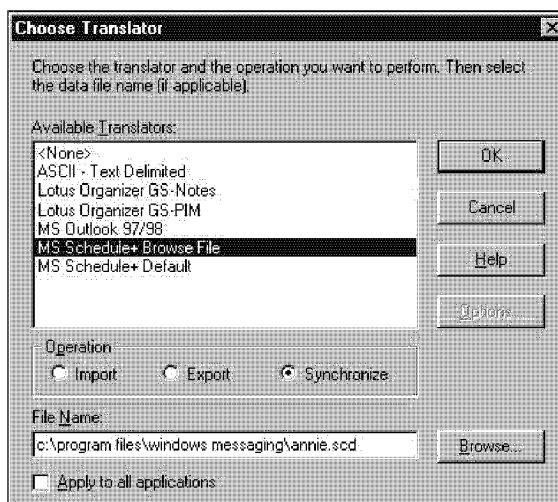 Choose Translator
Choose the translator and the operation you want to perform. Then select
the data file name (if applicable).
Available Translators:
<None>
ASCII - Text Delimited
Lotus Organizer GS-Notes
Lotus Organizer GS-PIM
MS Outlook 97/98
MS Schedule+ Browse File
MS Schedule+ Default
OK
Cancel
Help
Options...
Operation
Import
Export
Synchronize
File Name:
c:\program files\windows messaging\annie.scd
Browse...
Apply to all applications